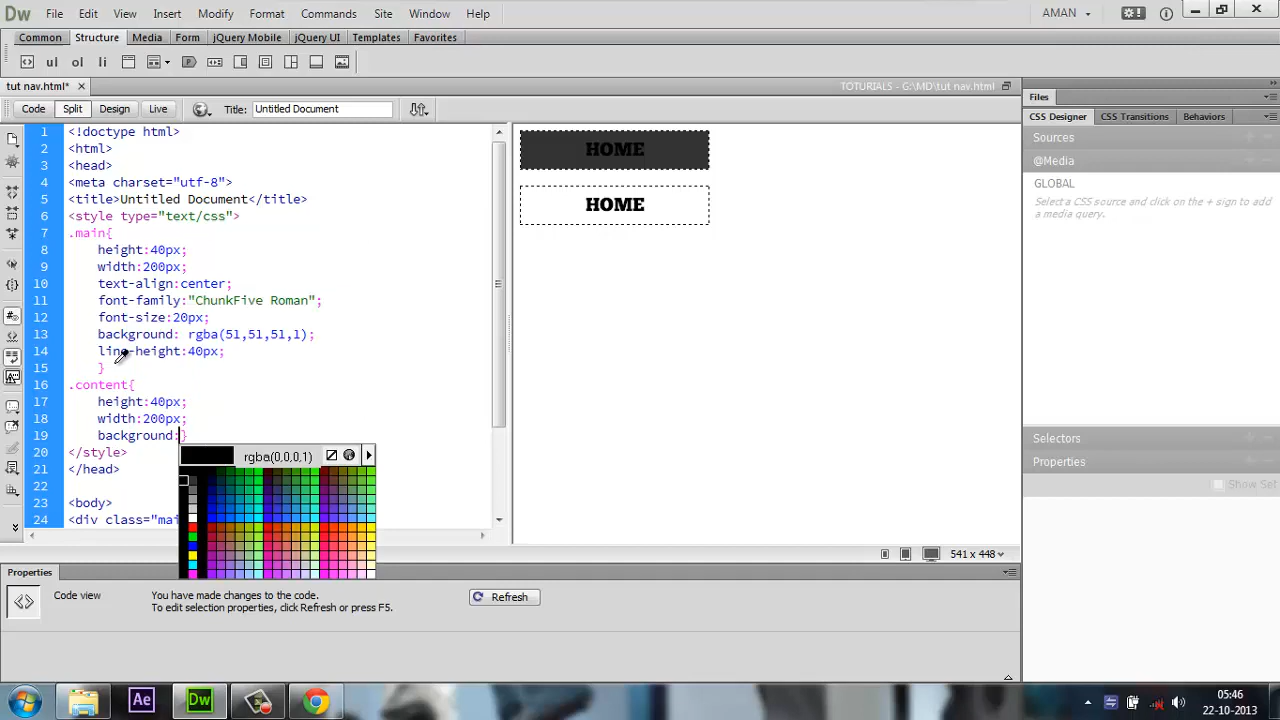 Dw File Edit View Insert Modify Format Commands Site Window Help AMAN
Common Structure Media Form jQuery Mobile jQuery UI Templates Favorites
ul ol li
tut nav.html* TOTURIALS - G:\MD\tut nav.html
Code Split Design Live Title: Untitled Document
1 <!doctype html>
2 <html>
3 <head>
4 <meta charset="utf-8">
5 <title>Untitled Document</title>
6 <style type="text/css">
7 .main{
8 height:40px;
9 width:200px;
10 text-align:center;
11 font-family:"ChunkFive Roman";
12 font-size:20px;
13 background: rgba(51,51,51,1);
14 line-height:40px;
15 }
16 .content{
17 height:40px;
18 width:200px;
19 background:}
20 </style>
21 </head>
22
23 <body>
24 <div class="mai
rgba(0,0,0,1)
HOME
HOME
541 x 448
Files
CSS Designer CSS Transitions Behaviors
Sources
@Media
GLOBAL
Select a CSS source and click on the + sign to add a media query.
Selectors
Properties
Show Set
Properties
Code view
You have made changes to the code.
To edit selection properties, click Refresh or press F5.
Refresh
Ae Dw
05:46
22-10-2013